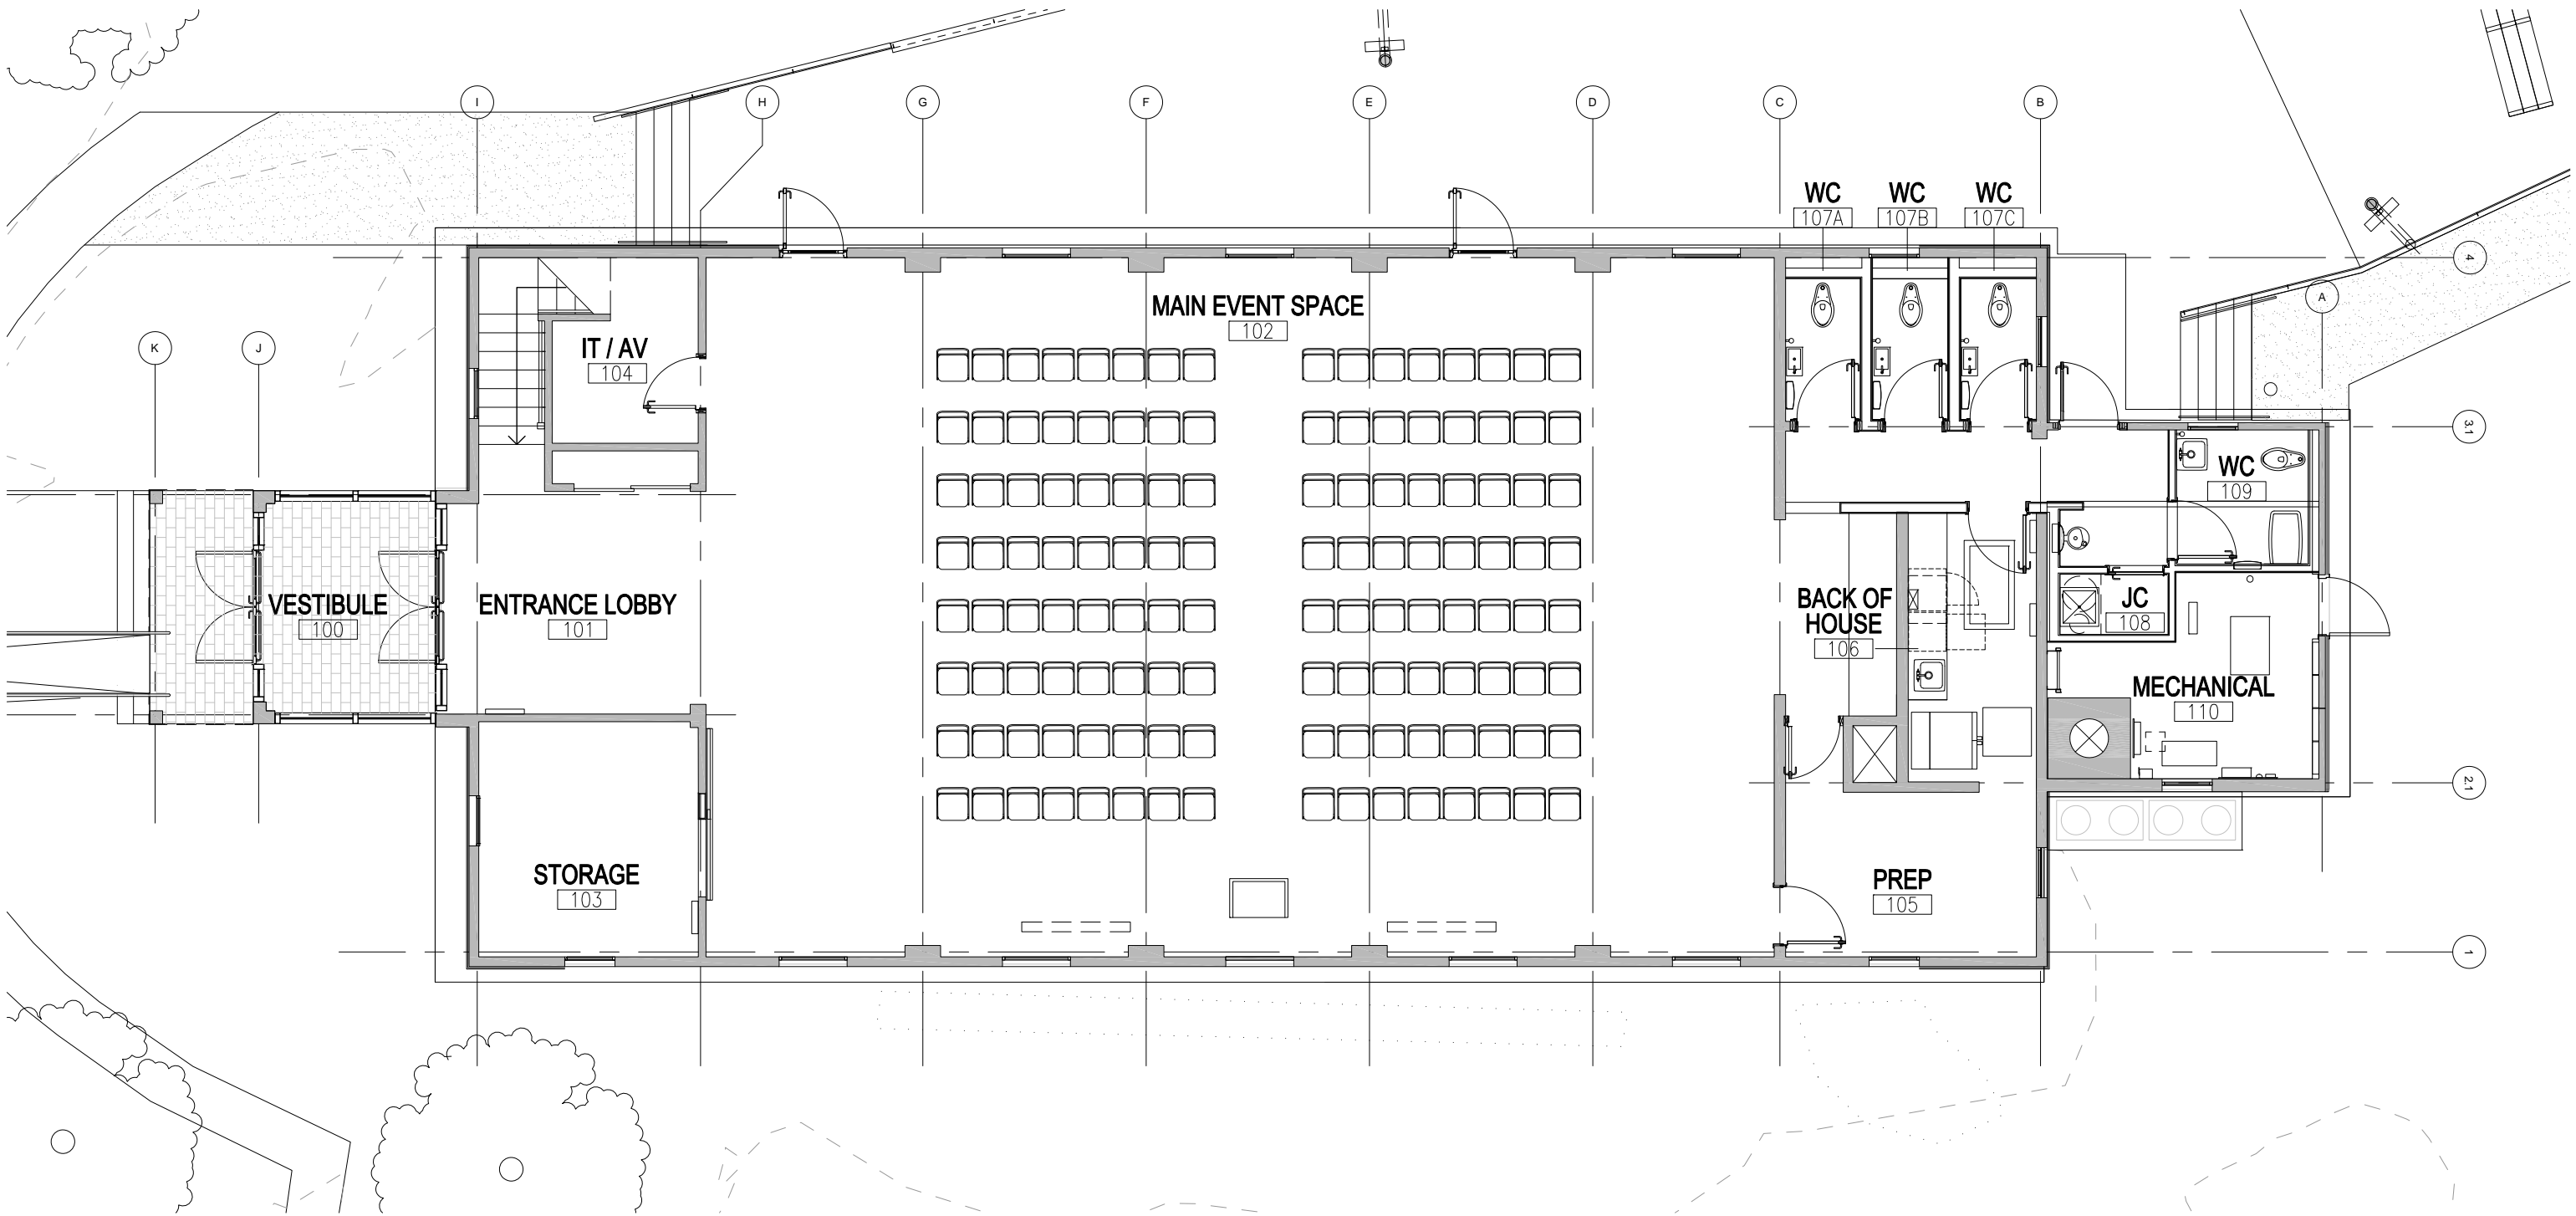 I
H
G
F
E
D
C
B
WC
107A
WC
107B
WC
107C
4
A
MAIN EVENT SPACE
102
K
J
IT / AV
104
3.1
WC
109
VESTIBULE
100
ENTRANCE LOBBY
101
BACK OF
HOUSE
106
JC
108
MECHANICAL
110
2.1
STORAGE
103
PREP
105
1